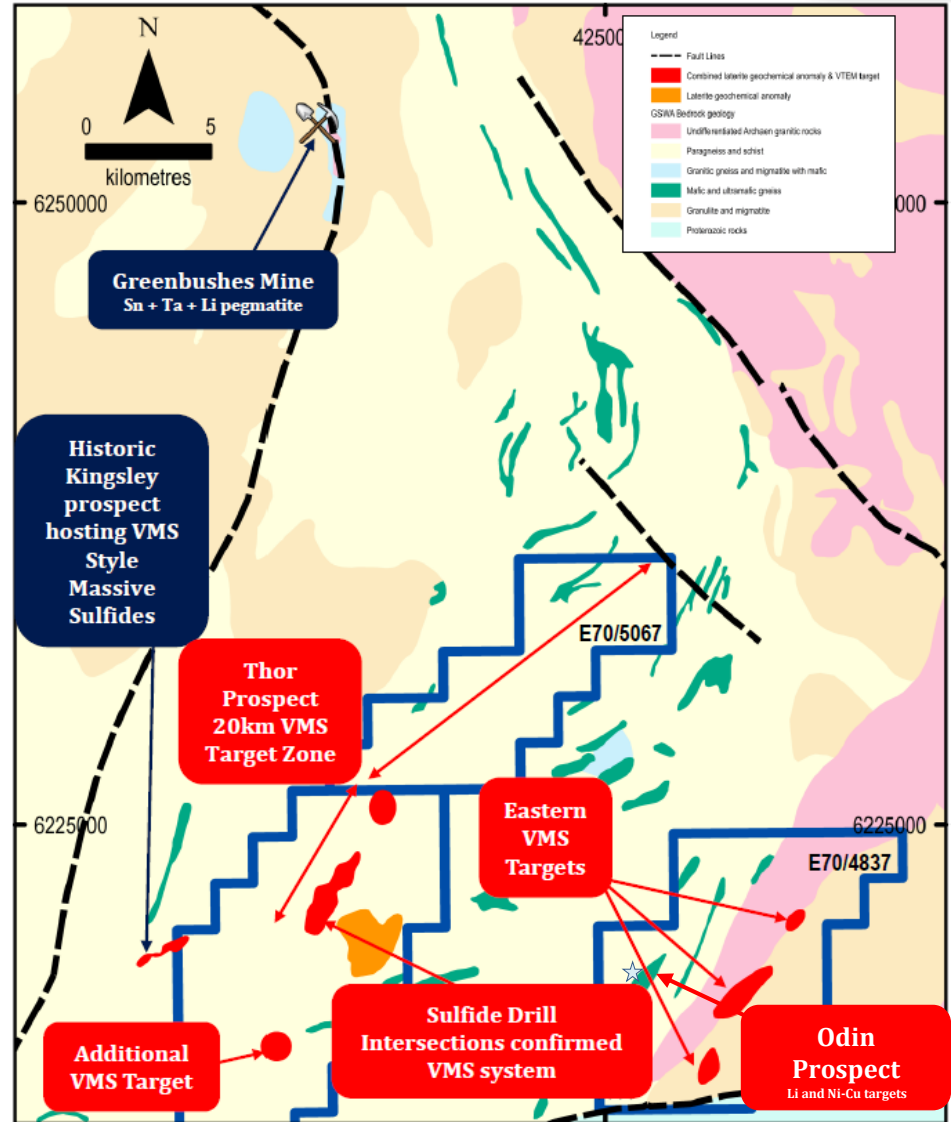 N
0 5
kilometres
42500
Legend
Fault Lines
Combined laterite geochemical anomaly & VTEM target
Laterite geochemical anomaly
GSWA Bedrock geology
Undifferentiated Archaen granitic rocks
Paragneiss and schist
Granitic gneiss and migmatite with mafic
Mafic and ultramafic gneiss
Granulite and migmatite
Proterozoic rocks
6250000
000
Greenbushes Mine
Sn + Ta + Li pegmatite
Historic
Kingsley
prospect
hosting VMS
Style
Massive
Sulfides
E70/5067
Thor
Prospect
20km VMS
Target Zone
6225000
Eastern
VMS
Targets
6225000
E70/4837
Additional
VMS Target
Sulfide Drill
Intersections confirmed
VMS system
Odin
Prospect
Li and Ni-Cu targets